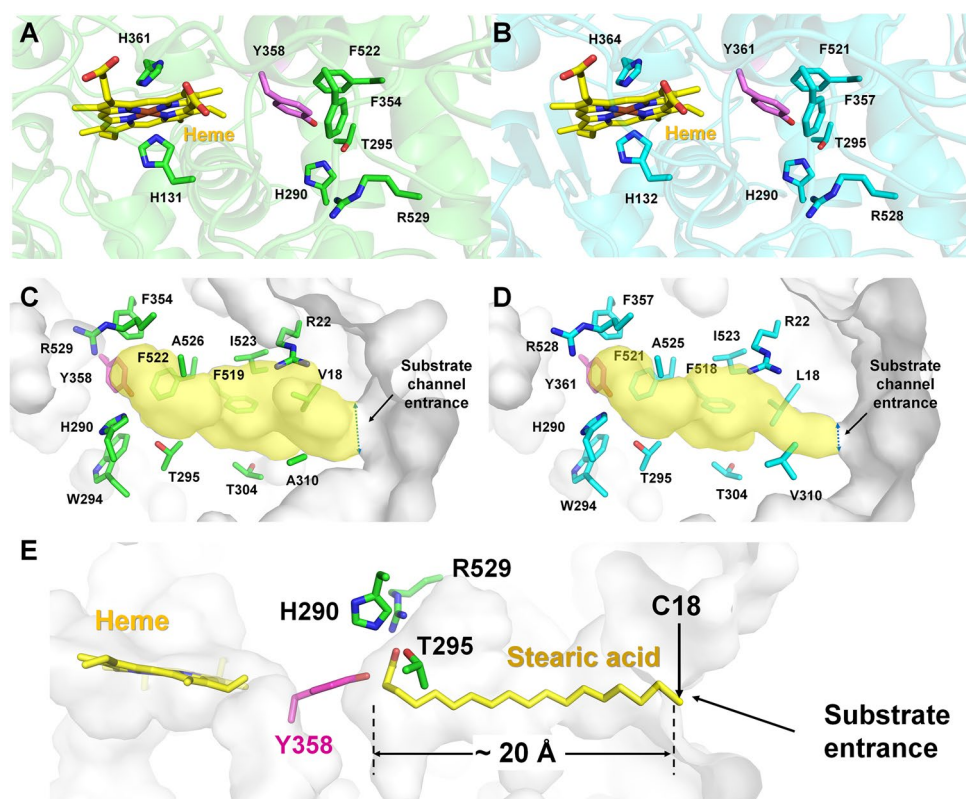 A
H361
Y358
F522
F354
Heme
T295
H131
H290
R529
B
H364
Y361
F521
F357
Heme
T295
H132
H290
R528
C
F354
R529
A526
I523
R22
F522
F519
V18
Y358
Substrate
channel
entrance
H290
T295
T304
A310
W294
D
F357
R528
A525
I523
R22
F521
F518
L18
Y361
Substrate
channel
entrance
H290
T295
T304
V310
W294
E
R529
H290
C18
Heme
T295
Stearic acid
Y358
~ 20 Å
Substrate
entrance